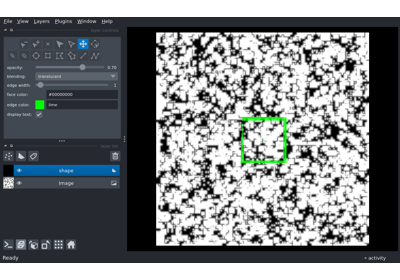 File View Layers Plugins Window Help
layer controls
opacity: 0.70
blending: translucent
edge width: 1
face color: #00000000
edge color: lime
display text: ✓
layer list
shape
image
Ready
activity